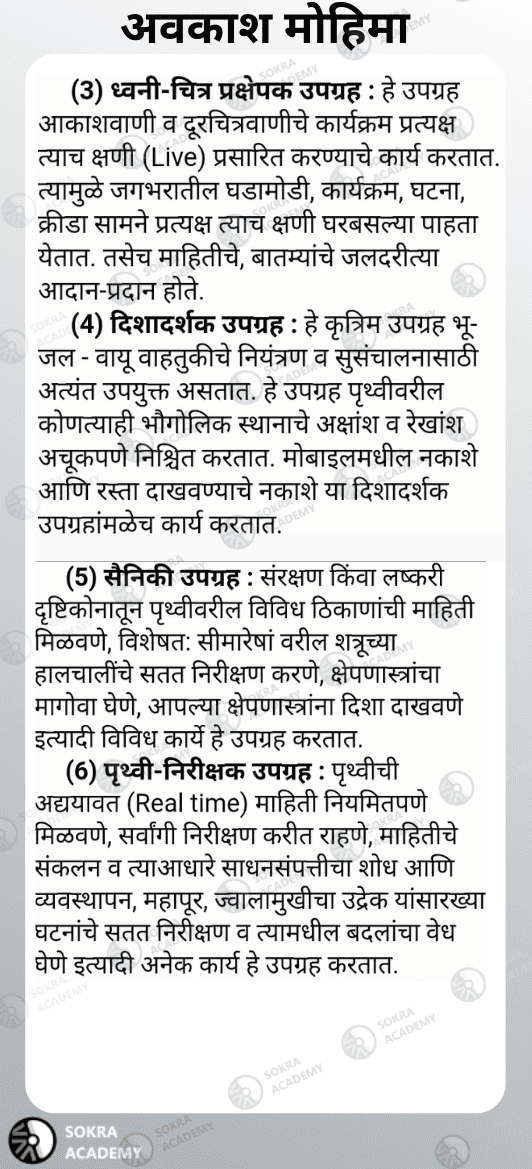 अवकाश मोहिमा
(3) ध्वनी-चित्र प्रक्षेपक उपग्रह : हे उपग्रह
आकाशवाणी व दूरचित्रवाणीचे कार्यक्रम प्रत्यक्ष
त्याच क्षणी (Live) प्रसारित करण्याचे कार्य करतात.
त्यामुळे जगभरातील घडामोडी, कार्यक्रम, घटना,
क्रीडा सामने प्रत्यक्ष त्याच क्षणी घरबसल्या पाहता
येतात. तसेच माहितीचे, बातम्यांचे जलदरीत्या
आदान-प्रदान होते.
(4) दिशादर्शक उपग्रह : हे कृत्रिम उपग्रह भू-
जल - वायू वाहतुकीचे नियंत्रण व सुसंचालनासाठी
अत्यंत उपयुक्त असतात. हे उपग्रह पृथ्वीवरील
कोणत्याही भौगोलिक स्थानाचे अक्षांश व रेखांश
अचूकपणे निश्चित करतात. मोबाइलमधील नकाशे
आणि रस्ता दाखवण्याचे नकाशे या दिशादर्शक
उपग्रहांमळेच कार्य करतात.
(5) सैनिकी उपग्रह : संरक्षण किंवा लष्करी
दृष्टिकोनातून पृथ्वीवरील विविध ठिकाणांची माहिती
मिळवणे, विशेषत: सीमारेषां वरील शत्रूच्या
हालचालींचे सतत निरीक्षण करणे, क्षेपणास्त्रांचा
मागोवा घेणे, आपल्या क्षेपणास्त्रांना दिशा दाखवणे
इत्यादी विविध कार्ये हे उपग्रह करतात.
(6) पृथ्वी-निरीक्षक उपग्रह : पृथ्वीची
अद्ययावत (Real time) माहिती नियमितपणे
मिळवणे, सर्वांगी निरीक्षण करीत राहणे, माहितीचे
संकलन व त्याआधारे साधनसंपत्तीचा शोध आणि
व्यवस्थापन, महापूर, ज्वालामुखीचा उद्रेक यांसारख्या
घटनांचे सतत निरीक्षण व त्यामधील बदलांचा वेध
घेणे इत्यादी अनेक कार्य हे उपग्रह करतात.
SOKRA
ACADEMY